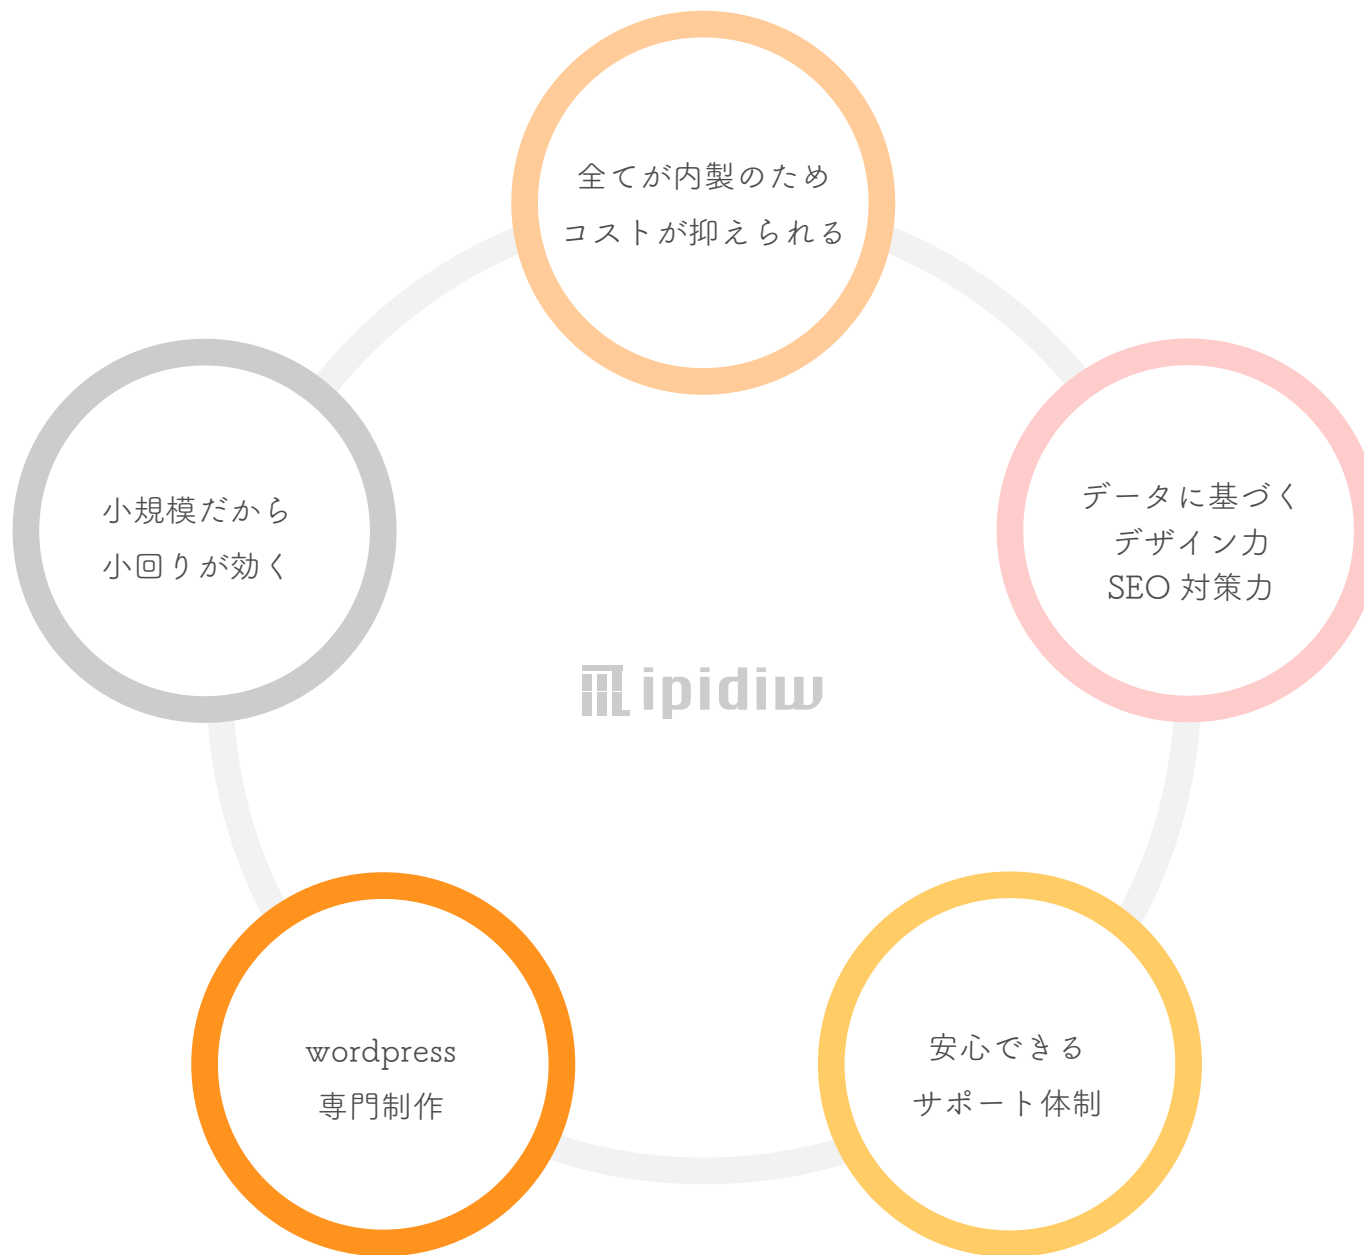 全てが内製のため
コストが抑えられる
データに基づく
デザイン力
SEO 対策力
安心できる
サポート体制
wordpress
専門制作
小規模だから
小回りが効く
ipidiw